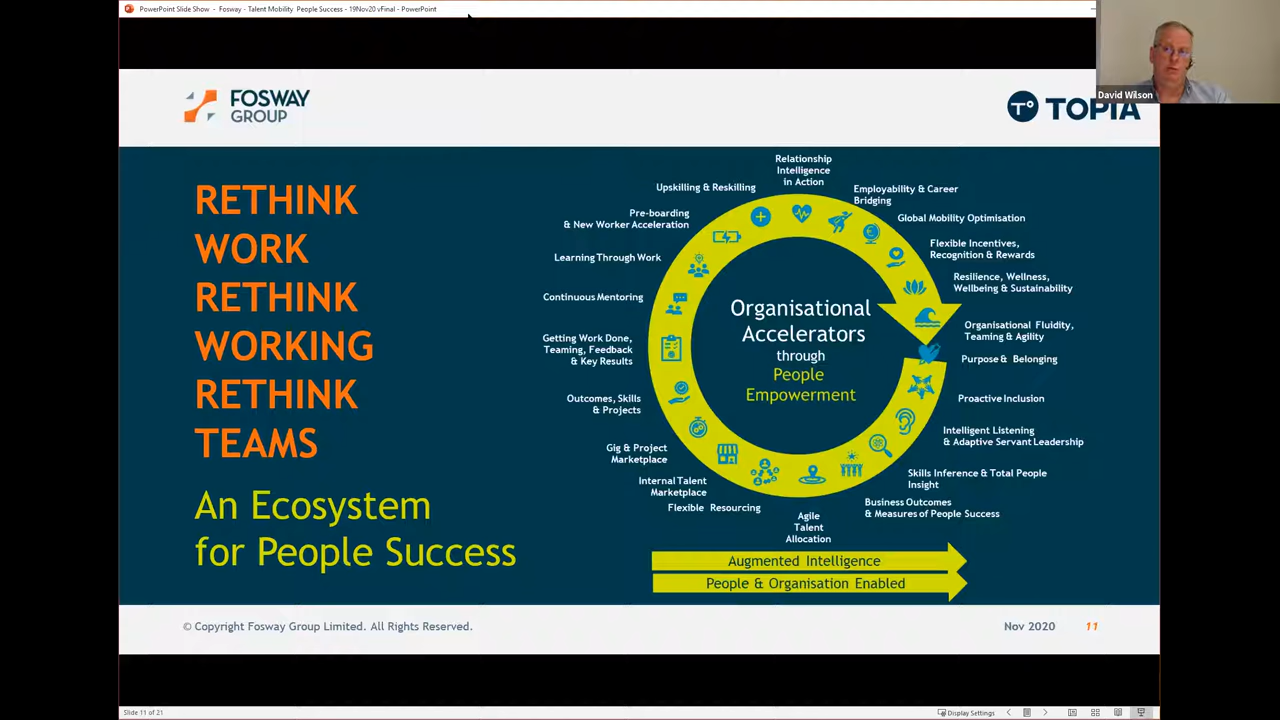 PowerPoint Slide Show - Fosway - Talent Mobility People Success - 19Nov20 vFinal - PowerPoint
David Wilson
FOSWAY
GROUP
T°
TOPIA
RETHINK
WORK
RETHINK
WORKING
RETHINK
TEAMS
An Ecosystem
for People Success
Relationship
Intelligence
in Action
Employability & Career
Bridging
Global Mobility Optimisation
Flexible Incentives,
Recognition & Rewards
Resilience, Wellness,
Wellbeing & Sustainability
Organisational Fluidity,
Teaming & Agility
Purpose & Belonging
Proactive Inclusion
Intelligent Listening
& Adaptive Servant Leadership
Skills Inference & Total People
Insight
Business Outcomes
& Measures of People Success
Agile
Talent
Allocation
Flexible Resourcing
Internal Talent
Marketplace
Gig & Project
Marketplace
Outcomes, Skills
& Projects
Getting Work Done,
Teaming, Feedback
& Key Results
Continuous Mentoring
Learning Through Work
Pre-boarding
& New Worker Acceleration
Upskilling & Reskilling
Organisational
Accelerators
through
People
Empowerment
Augmented Intelligence
People & Organisation Enabled
© Copyright Fosway Group Limited. All Rights Reserved.
Nov 2020
11
Slide 11 of 21
Display Settings